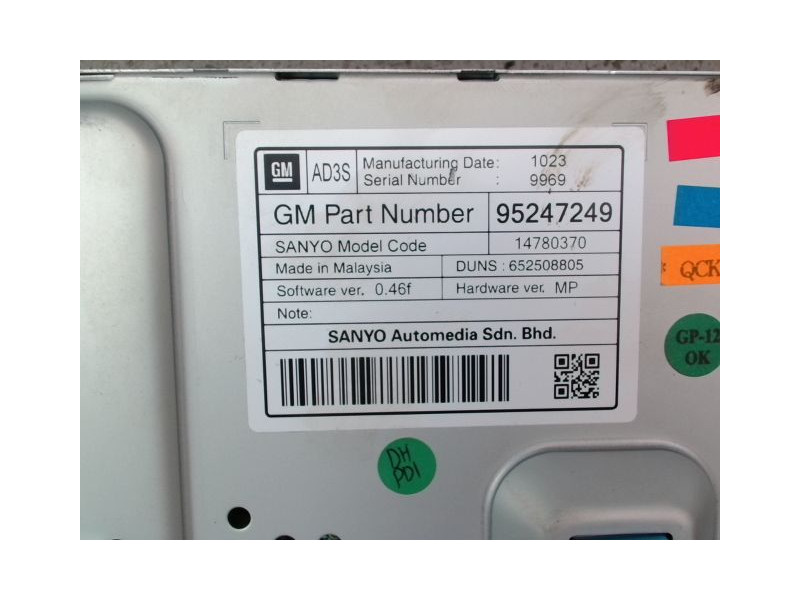 GM AD3S Manufacturing Date: 1023
Serial Number : 9969
GM Part Number 95247249
SANYO Model Code 14780370
Made in Malaysia DUNS : 652508805
Software ver. 0.46f Hardware ver. MP
Note:
SANYO Automedia Sdn. Bhd.
QCK
GP-12
OK
DH
PDI